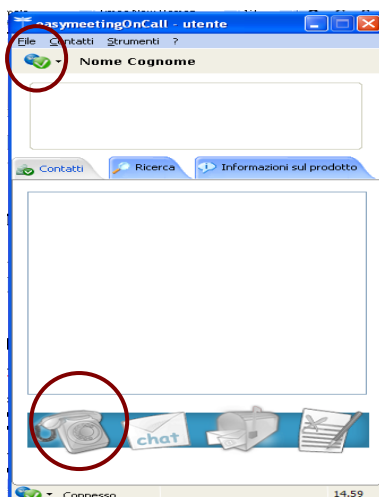 easymeetingOnCall - utente
File Contatti Strumenti ?
Nome Cognome
Contatti Ricerca Informazioni sul prodotto
chat
Connesso 14.59